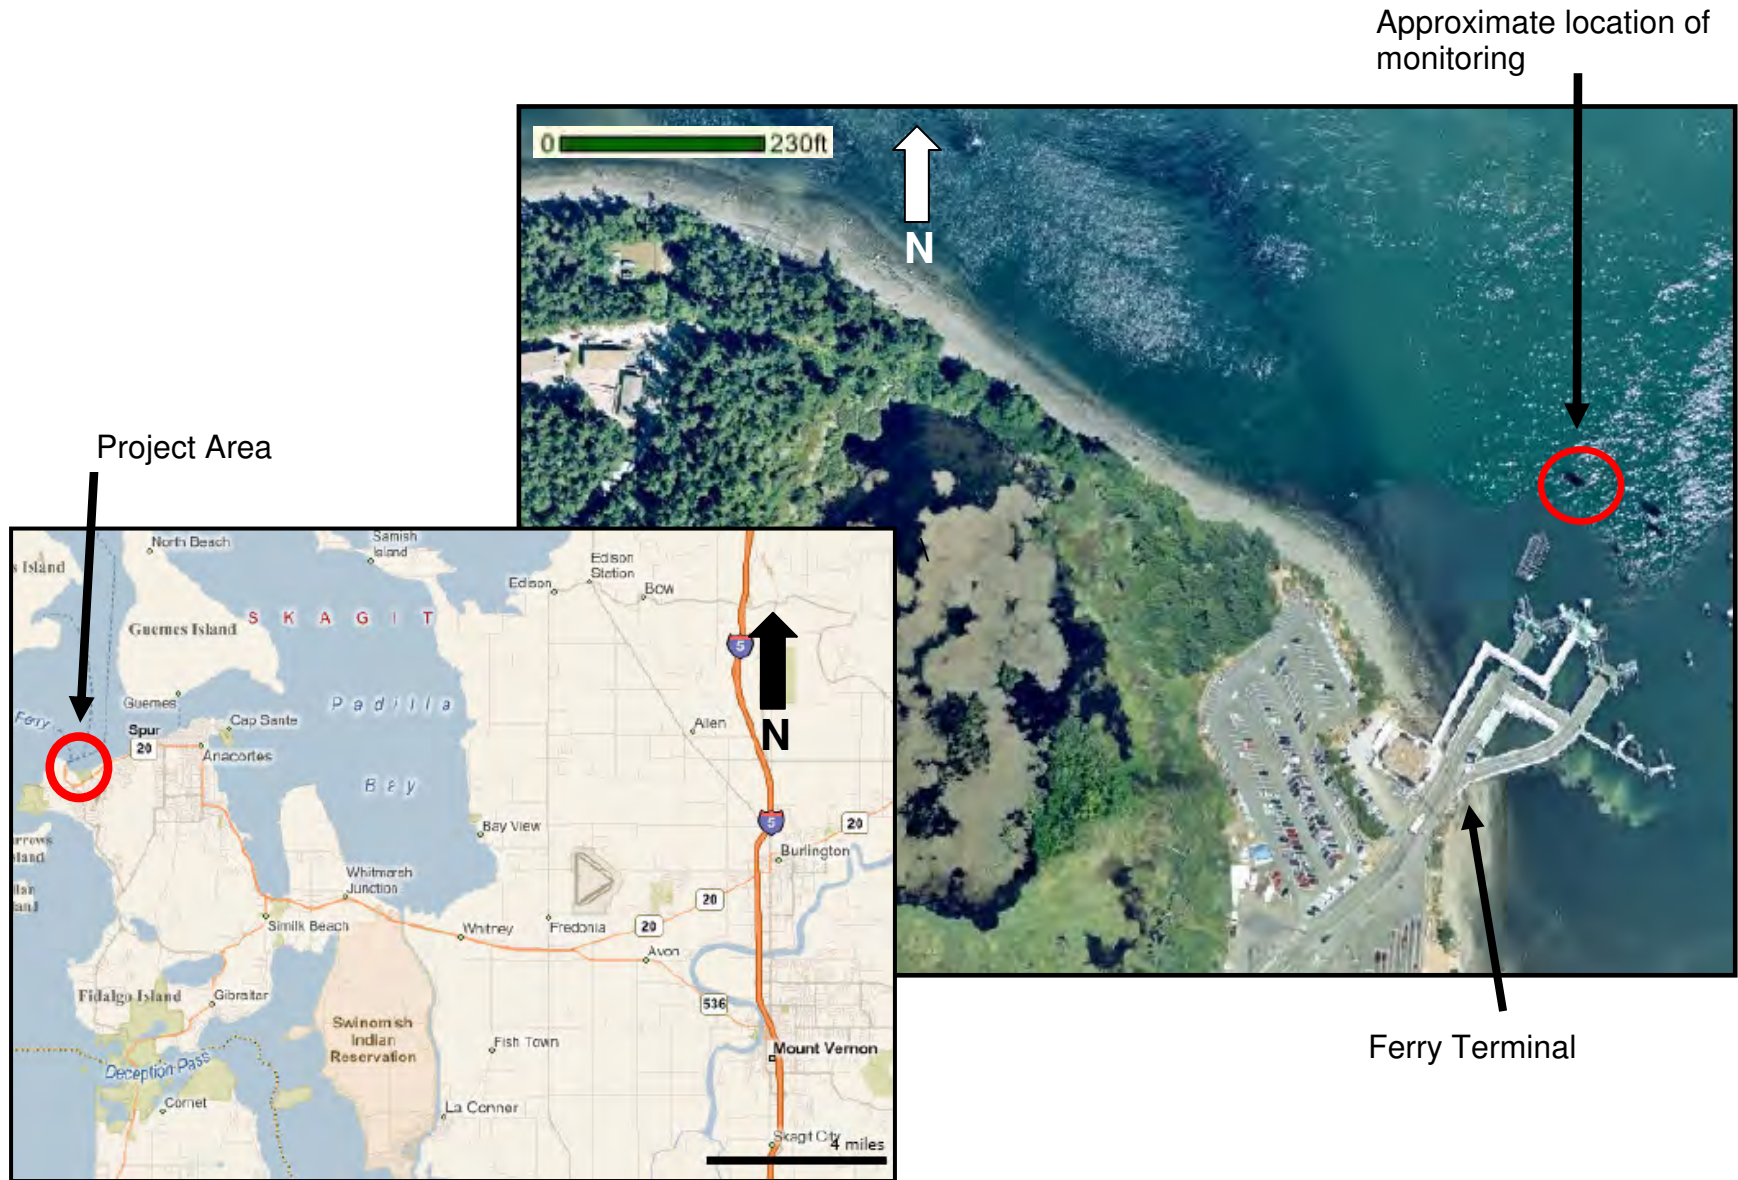 Approximate location of
monitoring
0 230ft
N
Project Area
North Beach
Samish
Island
s Island
Edison
Station
Edison
Bow
SKAGIT
Guemes Island
5
Padilla
Guemes
Ferry
Spur
Cap Sante
Allen
N
20
Anacortes
Bay
Bay View
5
20
Burlington
Whitmarsh
Junction
20
Similk Beach
Whitney
Fredonia
20
Avon
Fidalgo Island
Gibraltar
536
Swinomish
Indian
Reservation
Fish Town
Mount Vernon
Deception Pass
Cornet
La Conner
Skagit City
4 miles
Ferry Terminal